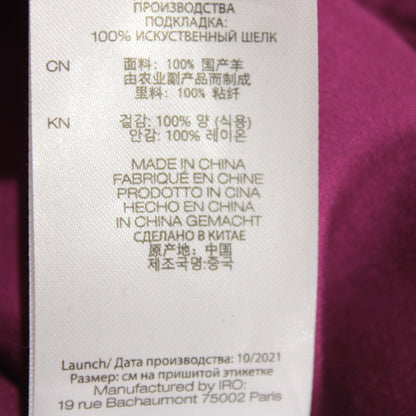 ПРОИЗВОДСТВА
ПОДКЛАДКА:
100% ИСКУСТВЕННЫЙ ШЕЛК
CN 面料: 100% 国产羊
由农业副产品而制成
里料: 100% 粘纤
KN 겉감: 100% 양 (식용)
안감: 100% 레이온
MADE IN CHINA
FABRIQUÉ EN CHINE
PRODOTTO IN CINA
HECHO EN CHINA
IN CHINA GEMACHT
СДЕЛАНО В КИТАЕ
原产地: 中国
제조국명:중국
Launch/ Дата производства: 10/2021
Размер: см на пришитой этикетке
Manufactured by IRO:
19 rue Bachaumont 75002 Paris